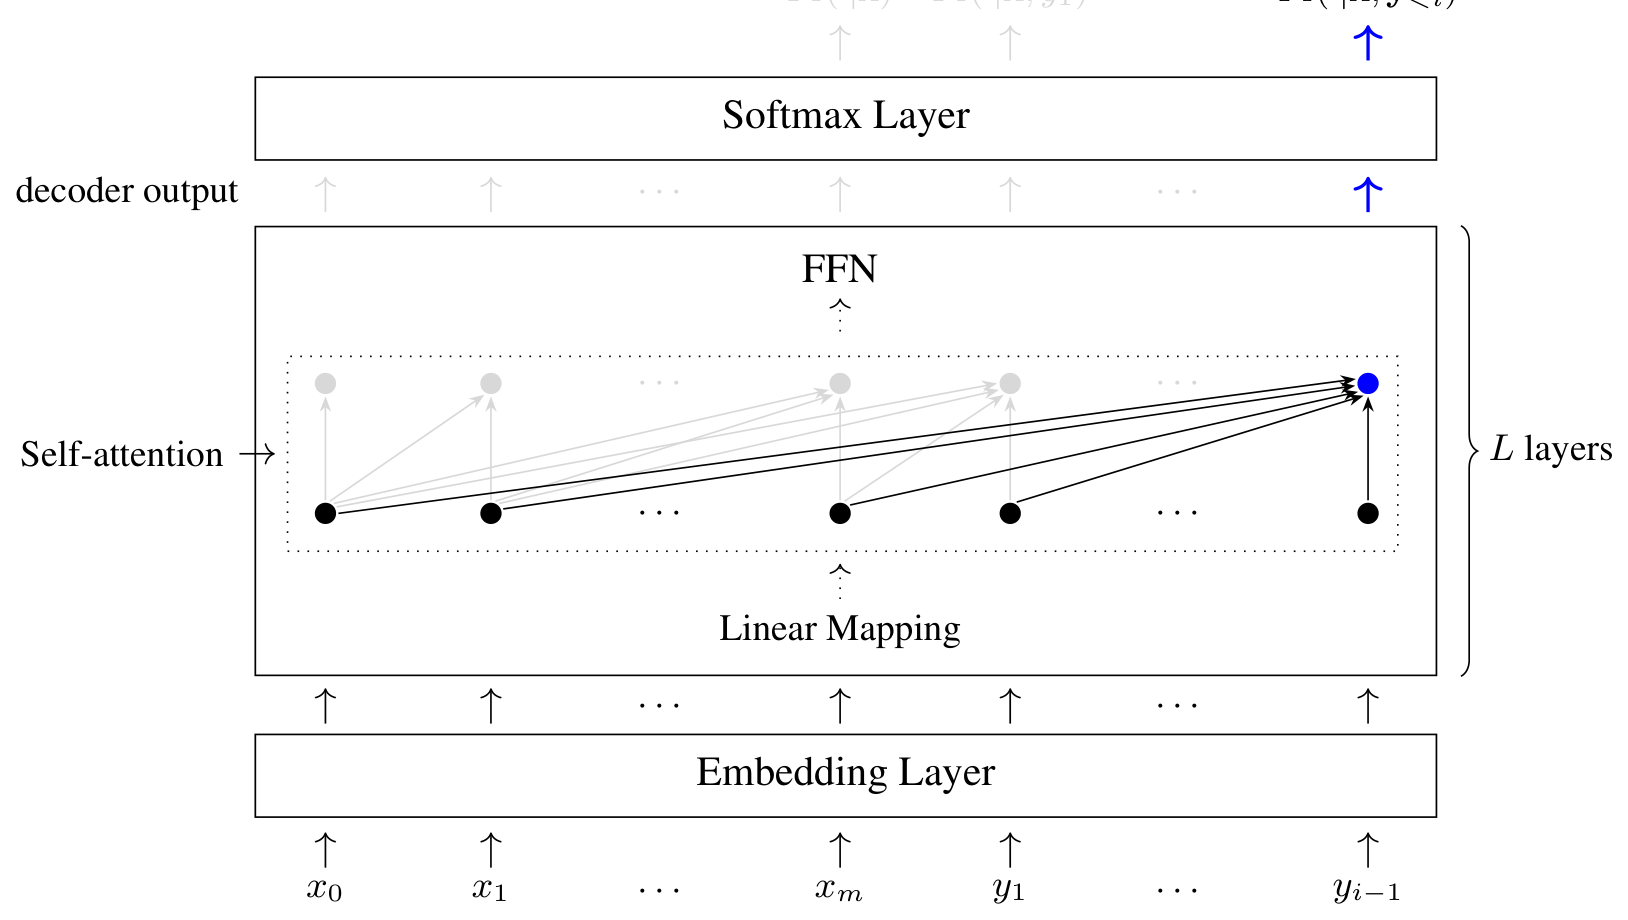 Softmax Layer
decoder output
... ...
FFN
... ...
Self-attention
L layers
... ...
Linear Mapping
... ...
Embedding Layer
x₀ x₁ ... xₘ y₁ ... yᵢ₋₁